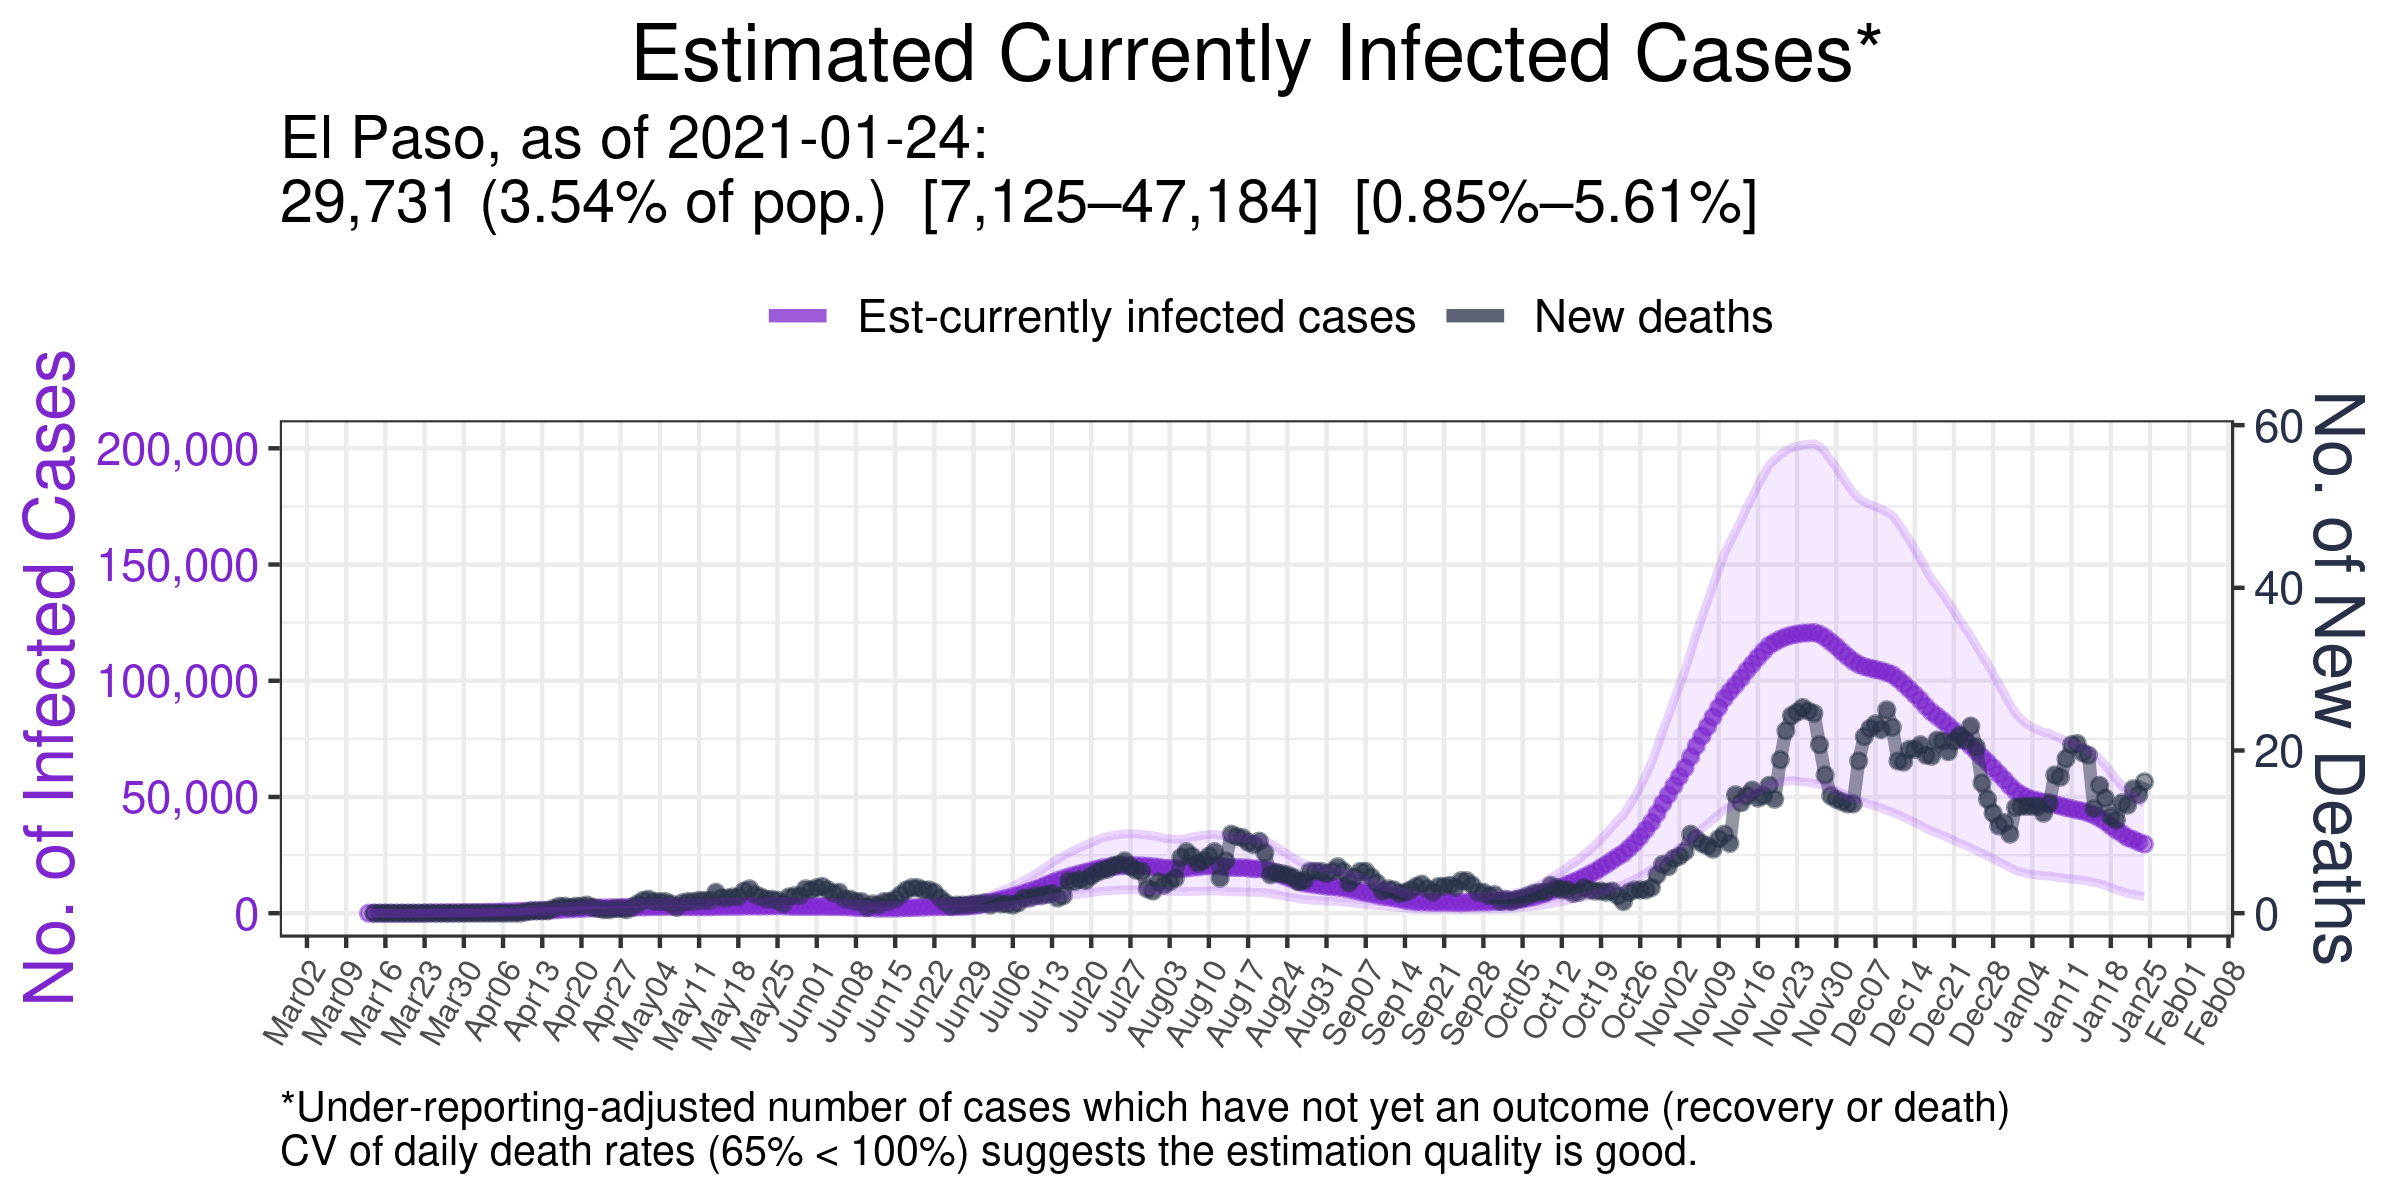 Estimated Currently Infected Cases*
El Paso, as of 2021-01-24:
29,731 (3.54% of pop.) [7,125–47,184] [0.85%–5.61%]
Est-currently infected cases
New deaths
No. of Infected Cases
200,000
150,000
100,000
50,000
0
60
40
20
0
No. of New Deaths
Mar02
Mar09
Mar16
Mar23
Mar30
Apr06
Apr13
Apr20
Apr27
May04
May11
May18
May25
Jun01
Jun08
Jun15
Jun22
Jun29
Jul06
Jul13
Jul20
Jul27
Aug03
Aug10
Aug17
Aug24
Aug31
Sep07
Sep14
Sep21
Sep28
Oct05
Oct12
Oct19
Oct26
Nov02
Nov09
Nov16
Nov23
Nov30
Dec07
Dec14
Dec21
Dec28
Jan04
Jan11
Jan18
Jan25
Feb01
Feb08
*Under-reporting-adjusted number of cases which have not yet an outcome (recovery or death)
CV of daily death rates (65% < 100%) suggests the estimation quality is good.